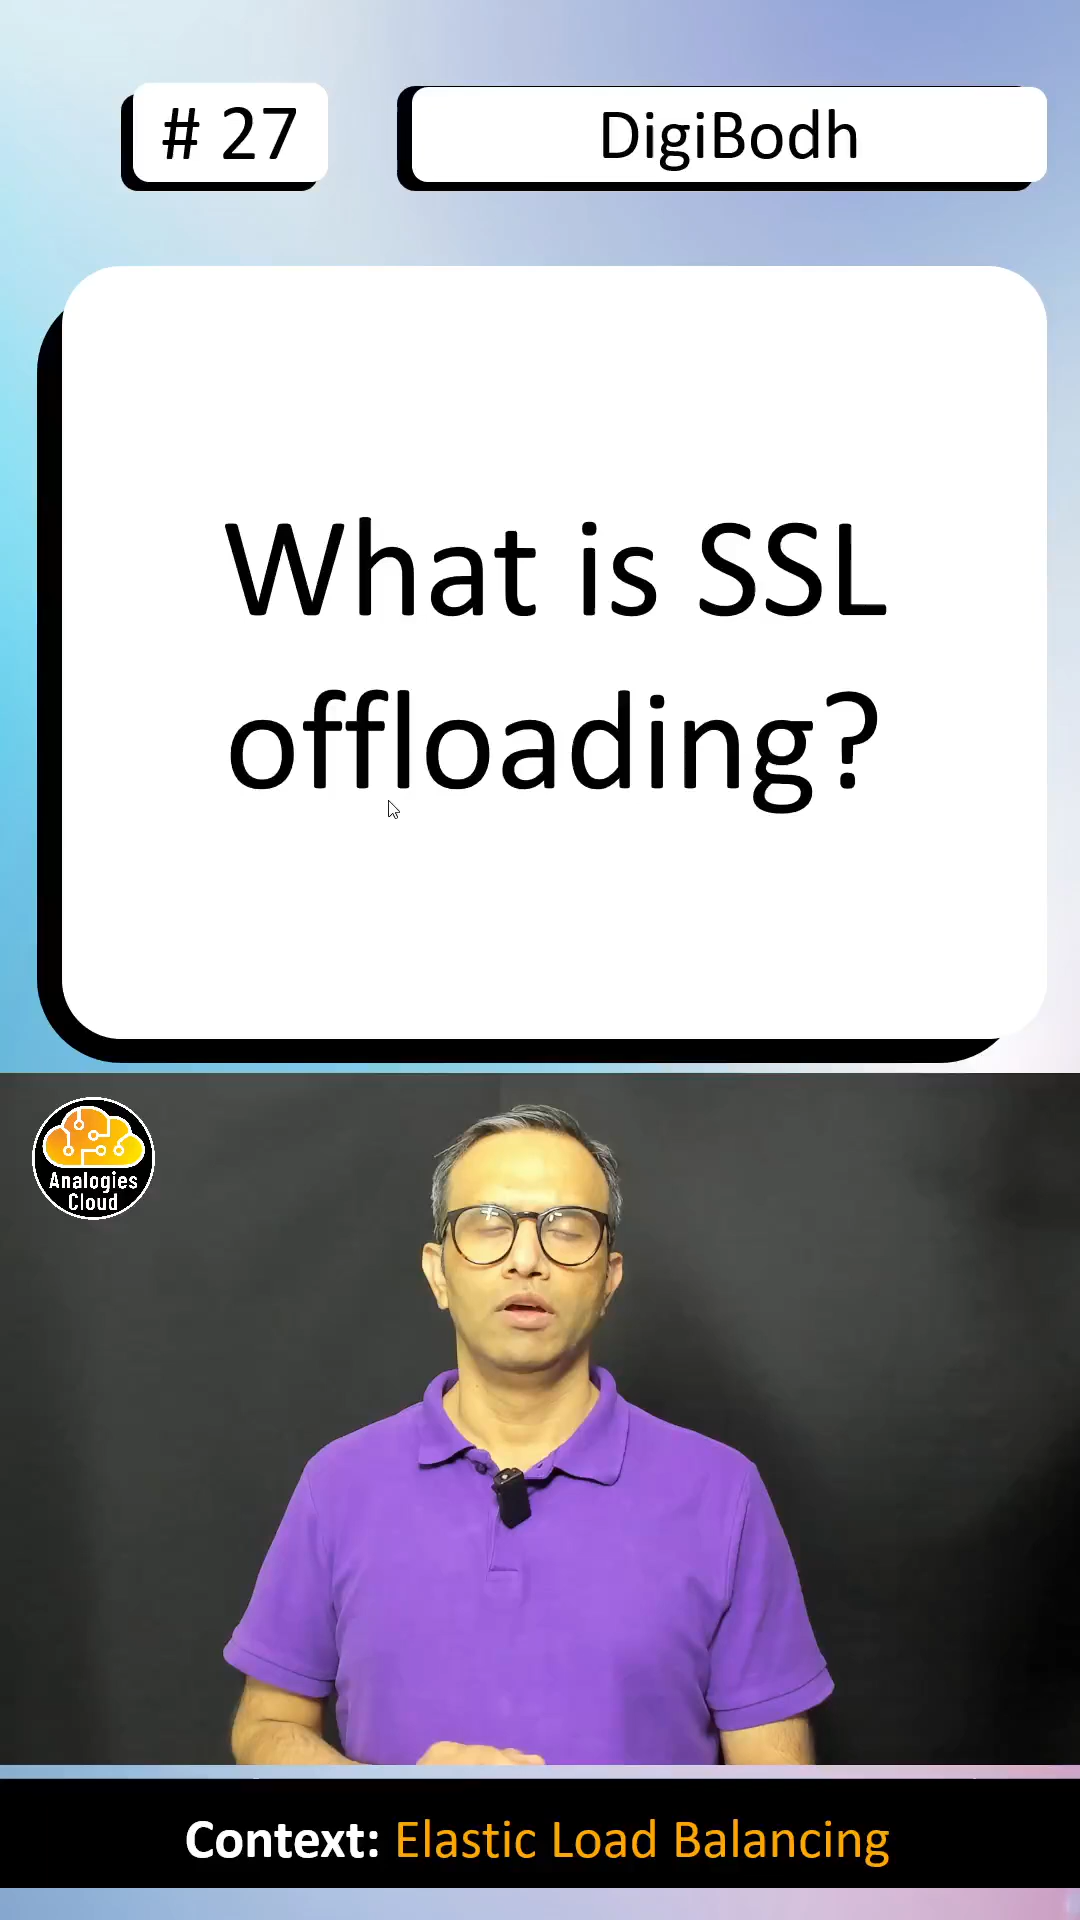 # 27
DigiBodh
What is SSL
offloading?
Analogies
Cloud
Context: Elastic Load Balancing